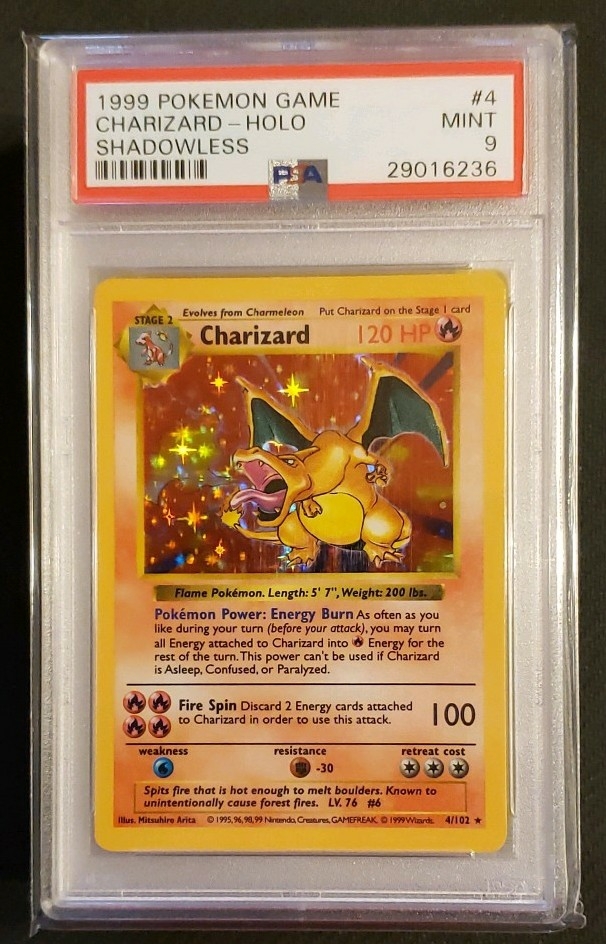 1999 POKEMON GAME #4
CHARIZARD – HOLO MINT
SHADOWLESS 9
PSA 29016236
Evolves from Charmeleon Put Charizard on the Stage 1 card
STAGE 2
Charizard 120 HP
Flame Pokémon. Length: 5' 7", Weight: 200 lbs.
Pokémon Power: Energy Burn As often as you
like during your turn (before your attack), you may turn
all Energy attached to Charizard into Energy for the
rest of the turn. This power can't be used if Charizard
is Asleep, Confused, or Paralyzed.
Fire Spin Discard 2 Energy cards attached
to Charizard in order to use this attack. 100
weakness resistance retreat cost
-30
Spits fire that is hot enough to melt boulders. Known to
unintentionally cause forest fires. LV. 76 #6
Illus. Mitsuhiro Arita © 1995, 96, 98, 99 Nintendo, Creatures, GAMEFREAK. © 1999 Wizards. 4/102 ★